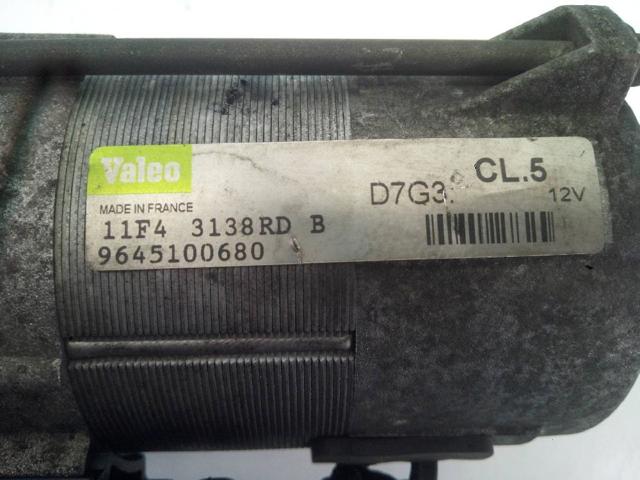 Valeo
D7G3. CL.5
MADE IN FRANCE
12V
11F4 3138RD B
9645100680